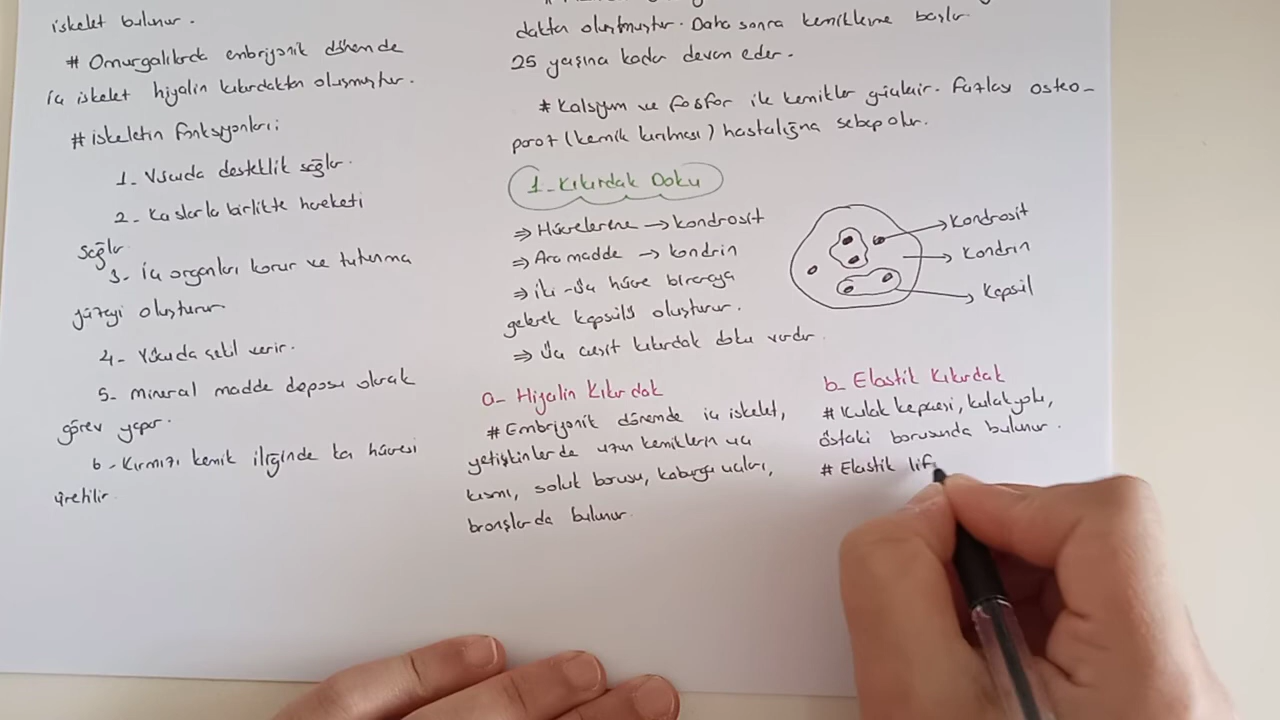 iskelet bulunur.
# Omurgalılarda embriyonik dönemde
iç iskelet hiyalin kıkırdaktan oluşmuştur.
# iskeletin fonksiyonları;
1- Vücuda desteklik sağlar.
2- Kaslarla birlikte hareketi
sağlar.
3- iç organları korur ve tutunma
yüzeyi oluşturur
4- Vücuda şekil verir.
5- mineral madde deposu olarak
görev yapar.
6- Kırmızı kemik iliğinde kan hücresi
üretilir
daktan oluşmuştur. Daha sonra kemikleşme başlar
25 yaşına kadar devam eder.
* Kalsiyum ve fosfor ile kemikler güçlenir. Fazlası osteo-
poroz (kemik kırılması) hastalığına sebep olur.
1- Kıkırdak Doku
⇒ Hücrelerine → kondrosit
⇒ Ara madde → kondrin
⇒ iki-üç hücre biraraya
gelerek kapsülü oluşturur.
⇒ Üç çeşit kıkırdak doku vardır
Kondrosit
Kondrin
Kapsül
a- Hiyalin Kıkırdak
# Embriyonik dönemde iç iskelet,
yetişkinlerde uzun kemiklerin uç
kısmı, soluk borusu, kaburga uçları,
bronşlarda bulunur.
b- Elastik Kıkırdak
# Kulak kepçesi, kulak yolu,
östaki borusunda bulunur.
# Elastik lif